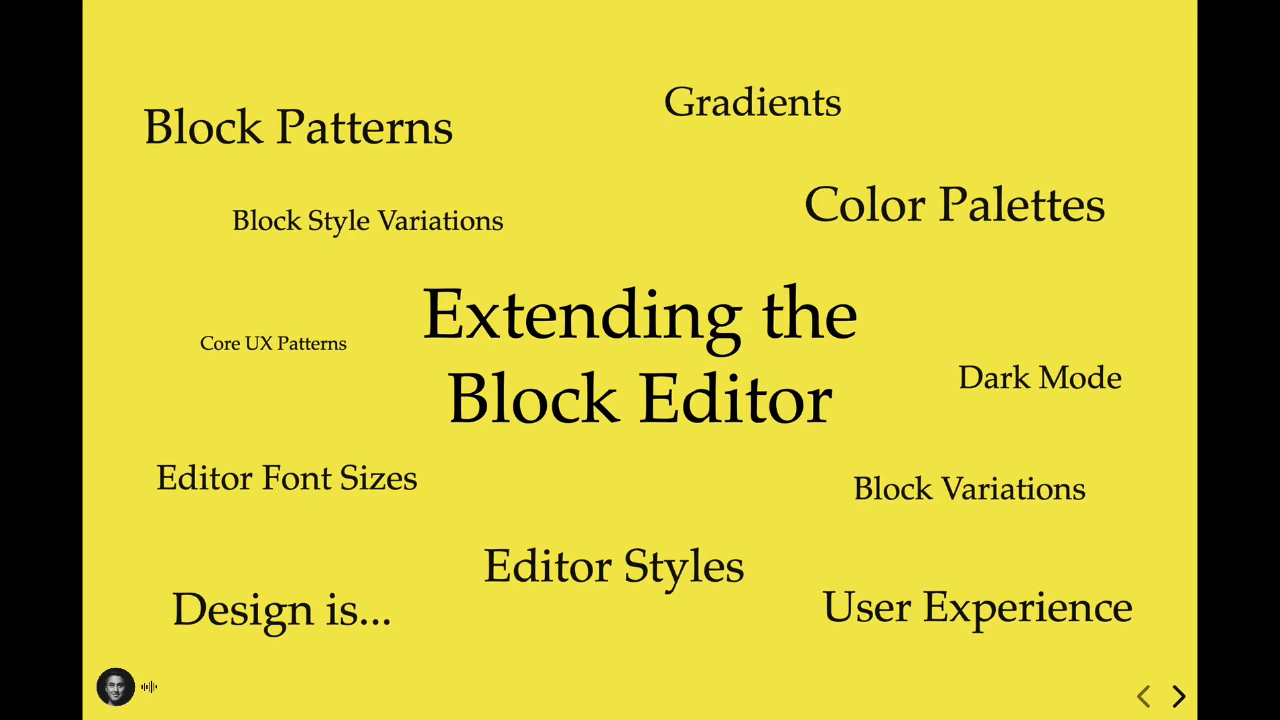 Gradients
Block Patterns
Color Palettes
Block Style Variations
Extending the
Block Editor
Core UX Patterns
Dark Mode
Editor Font Sizes
Block Variations
Editor Styles
Design is...
User Experience